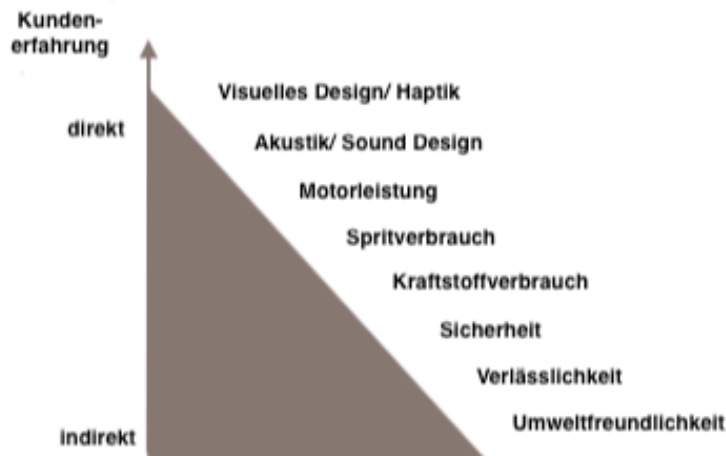 Kunden-
erfahrung
Visuelles Design/ Haptik
direkt
Akustik/ Sound Design
Motorleistung
Spritverbrauch
Kraftstoffverbrauch
Sicherheit
Verlässlichkeit
Umweltfreundlichkeit
indirekt